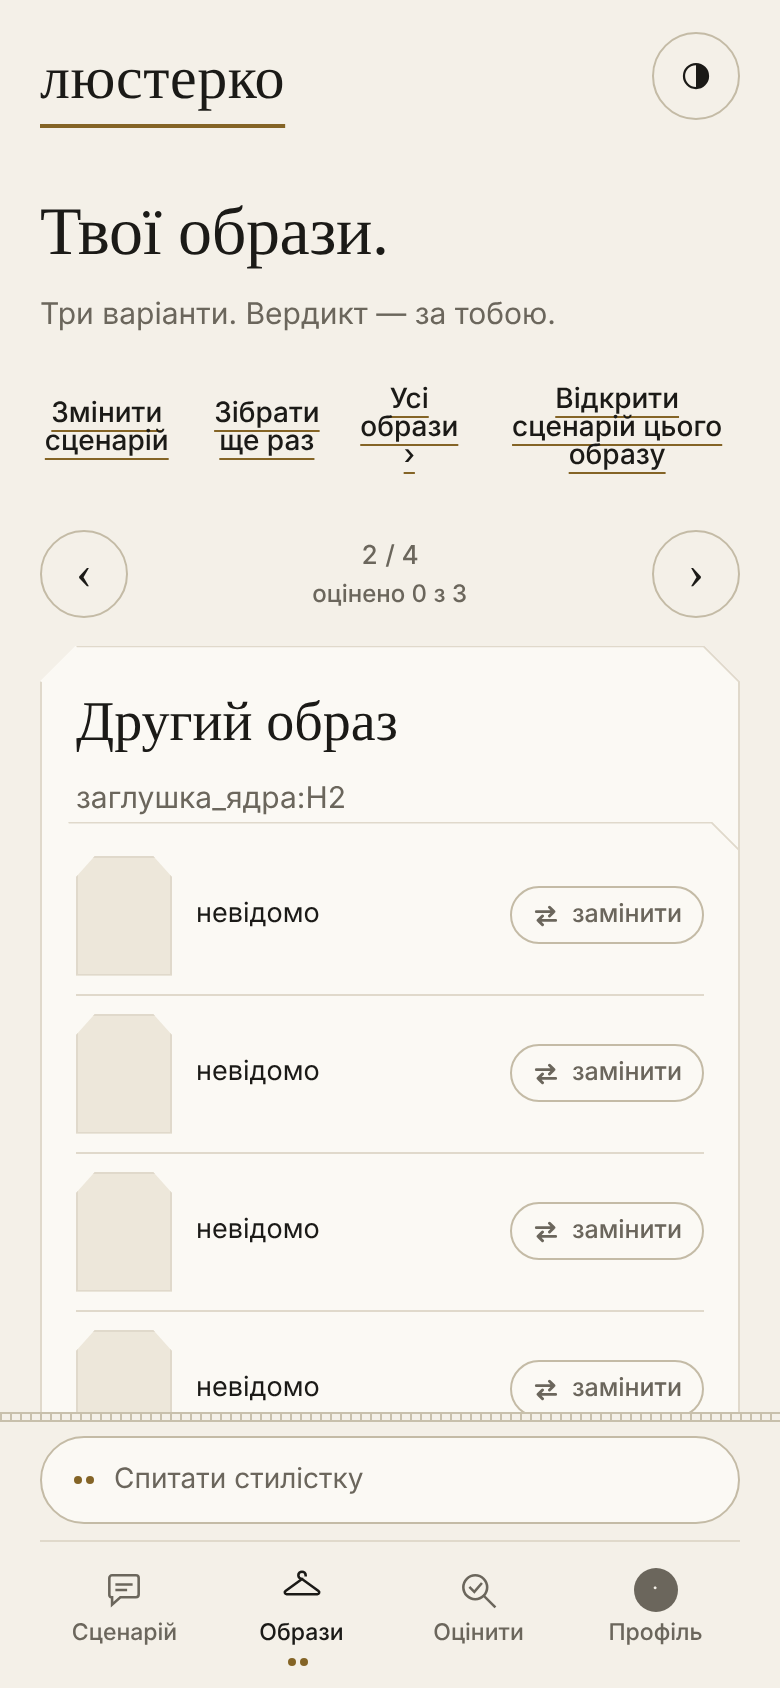 люстерко
Твої образи.
Три варіанти. Вердикт — за тобою.
Змінити
сценарій
Зібрати
ще раз
Усі
образи
›
Відкрити
сценарій цього
образу
‹
2 / 4
оцінено 0 з 3
›
Другий образ
заглушка_ядра:H2
невідомо
замінити
невідомо
замінити
невідомо
замінити
невідомо
замінити
Спитати стилістку
Сценарій
Образи
Оцінити
Профіль